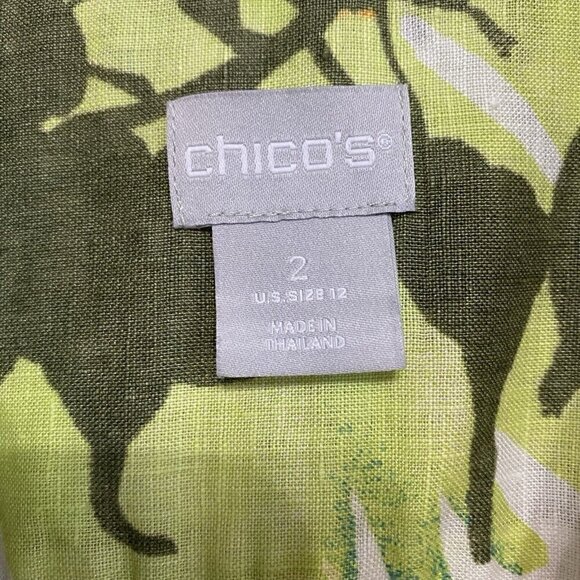 chico's®
2
U.S. SIZE 12
MADE IN
THAILAND